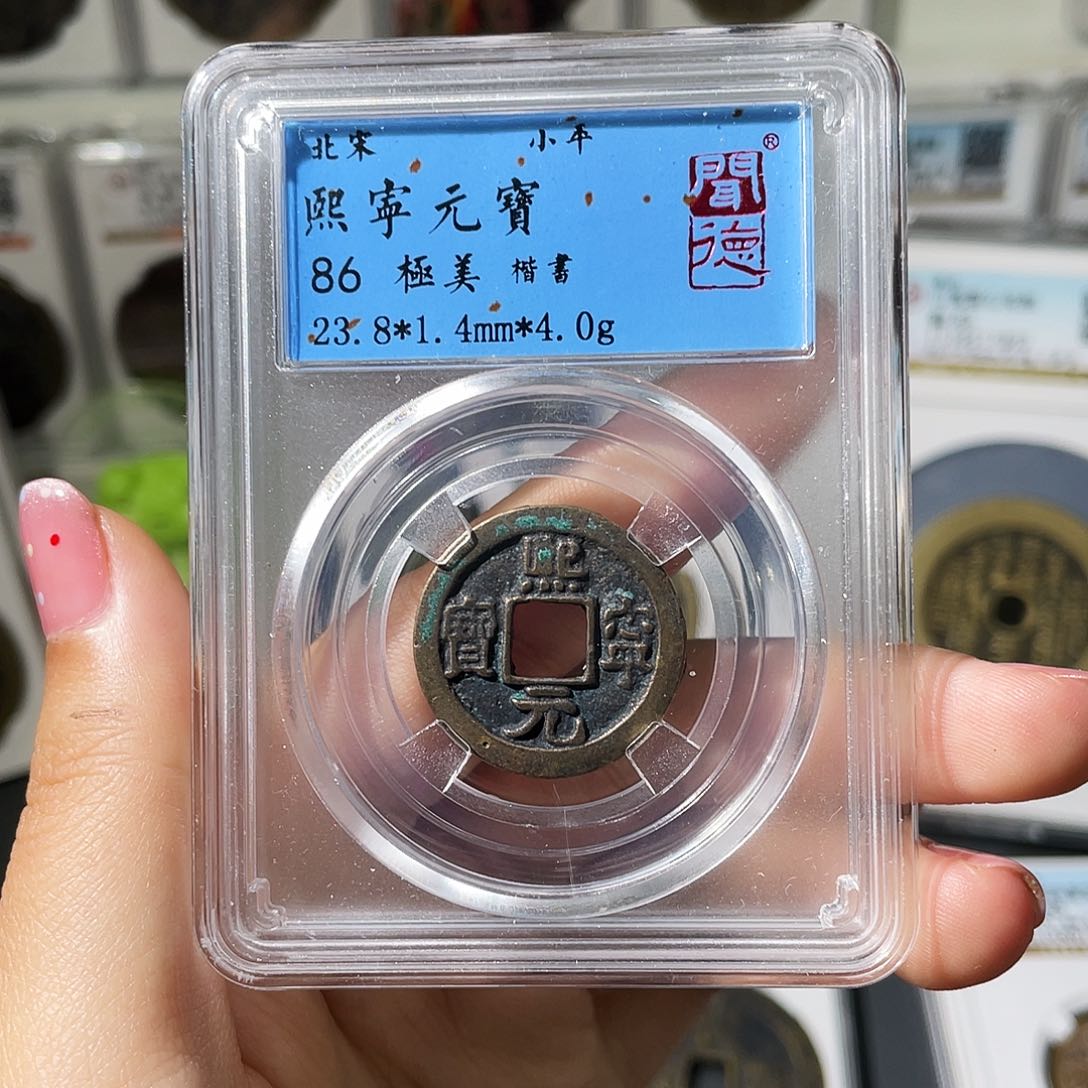 北宋 小平
熙寧元寶
86 極美 楷書
23.8*1.4mm*4.0g
聞德®
熙寧元寶